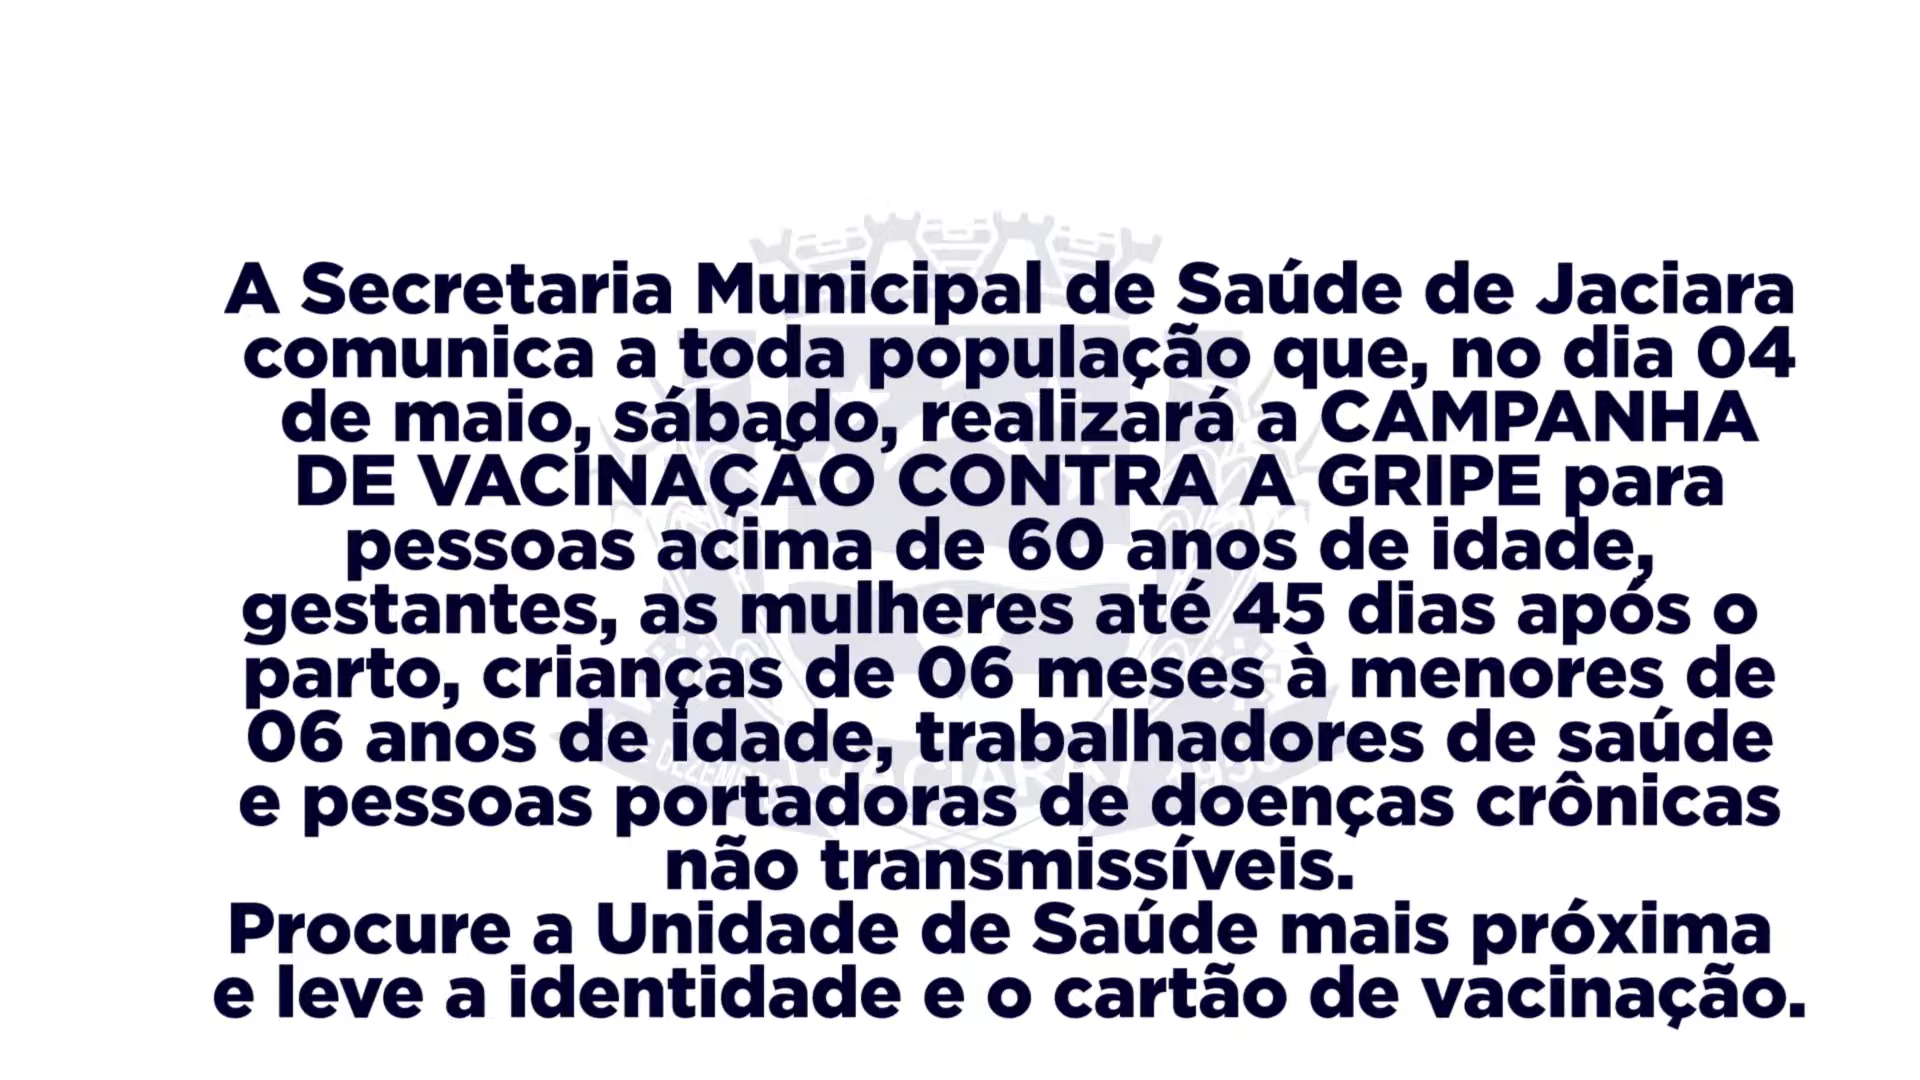 A Secretaria Municipal de Saúde de Jaciara
comunica a toda população que, no dia 04
de maio, sábado, realizará a CAMPANHA
DE VACINAÇÃO CONTRA A GRIPE para
pessoas acima de 60 anos de idade,
gestantes, as mulheres até 45 dias após o
parto, crianças de 06 meses à menores de
06 anos de idade, trabalhadores de saúde
e pessoas portadoras de doenças crônicas
não transmissíveis.
Procure a Unidade de Saúde mais próxima
e leve a identidade e o cartão de vacinação.
JACIARA